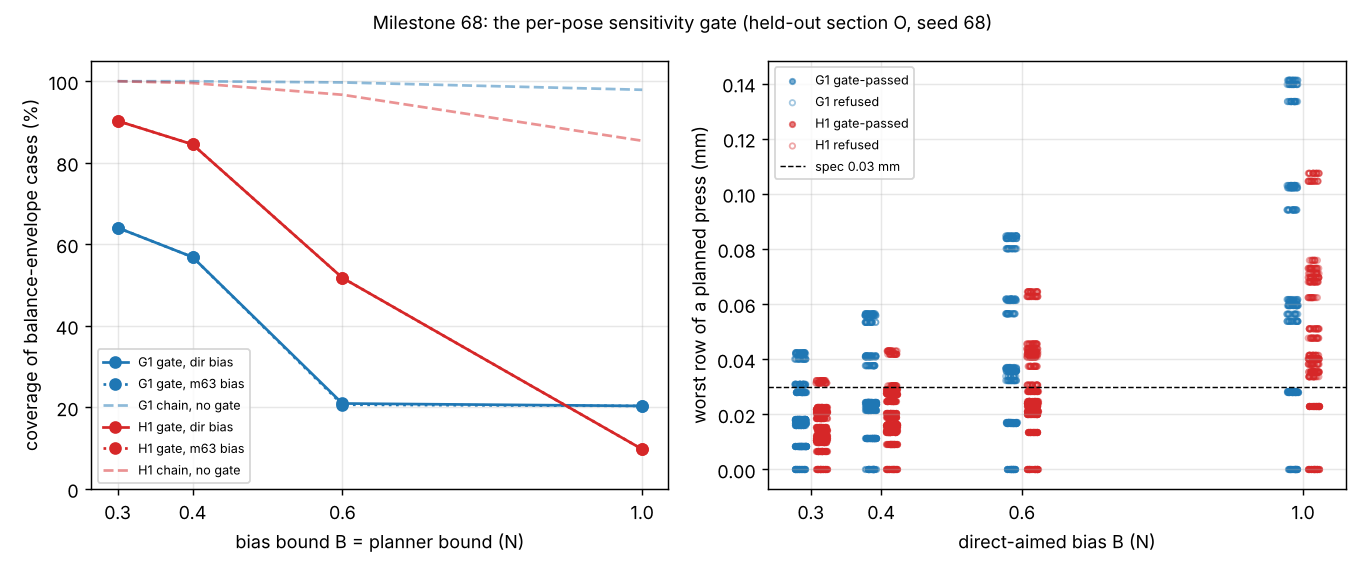 Milestone 68: the per-pose sensitivity gate (held-out section O, seed 68)
coverage of balance-envelope cases (%)
100
80
60
40
20
0
G1 gate, dir bias
G1 gate, m63 bias
G1 chain, no gate
H1 gate, dir bias
H1 gate, m63 bias
H1 chain, no gate
0.3
0.4
0.6
1.0
bias bound B = planner bound (N)
worst row of a planned press (mm)
0.14
0.12
0.10
0.08
0.06
0.04
0.02
0.00
G1 gate-passed
G1 refused
H1 gate-passed
H1 refused
spec 0.03 mm
0.3
0.4
0.6
1.0
direct-aimed bias B (N)